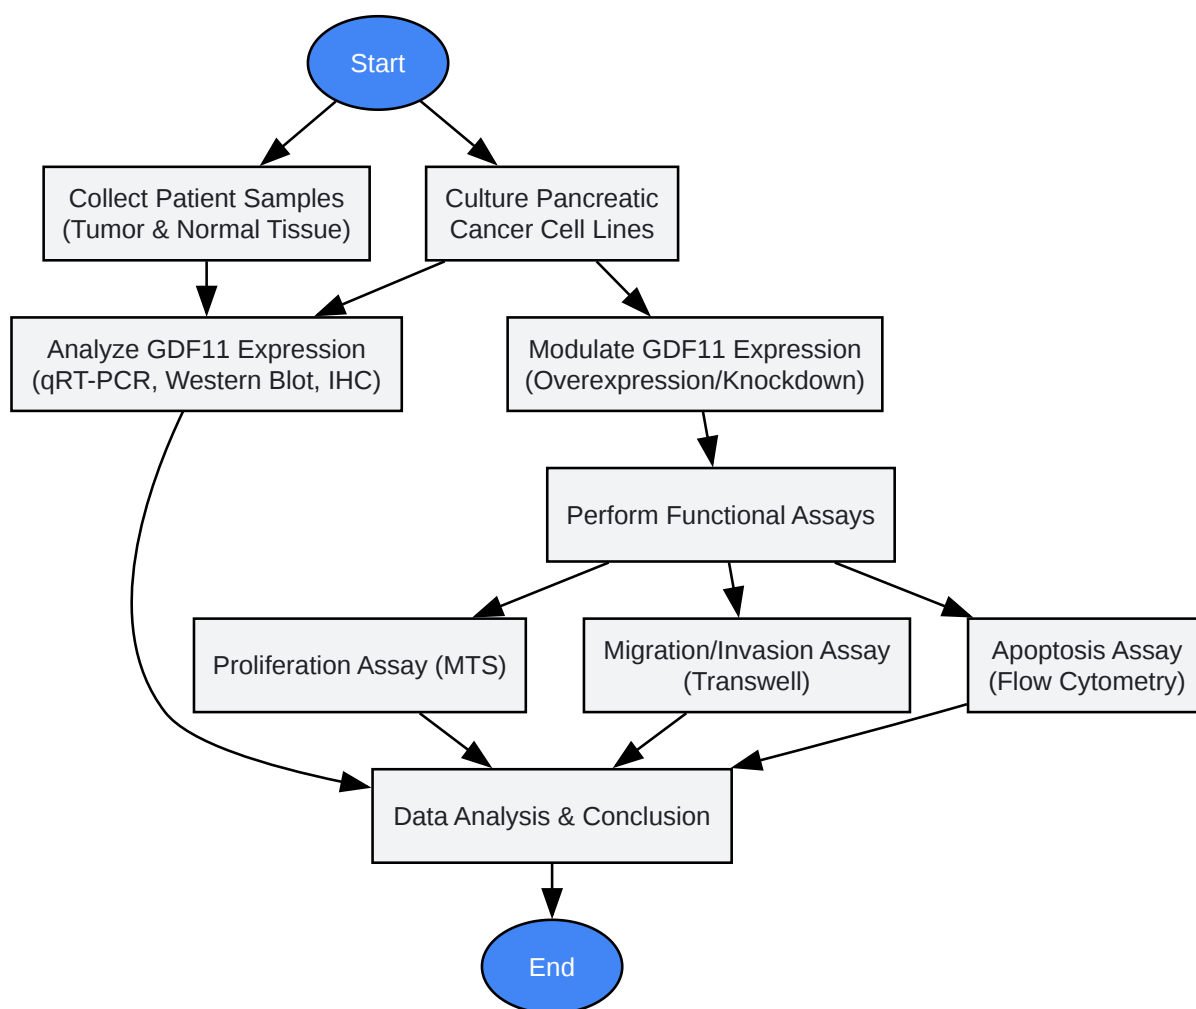 Start
Collect Patient Samples
(Tumor & Normal Tissue)
Culture Pancreatic
Cancer Cell Lines
Analyze GDF11 Expression
(qRT-PCR, Western Blot, IHC)
Modulate GDF11 Expression
(Overexpression/Knockdown)
Perform Functional Assays
Proliferation Assay (MTS)
Migration/Invasion Assay
(Transwell)
Apoptosis Assay
(Flow Cytometry)
Data Analysis & Conclusion
End